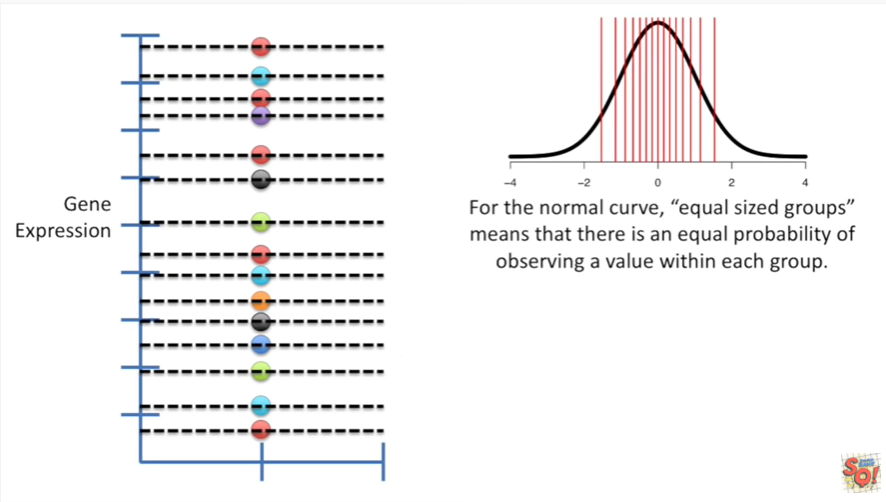 Gene
Expression
-4 -2 0 2 4
For the normal curve, “equal sized groups”
means that there is an equal probability of
observing a value within each group.
SQ!